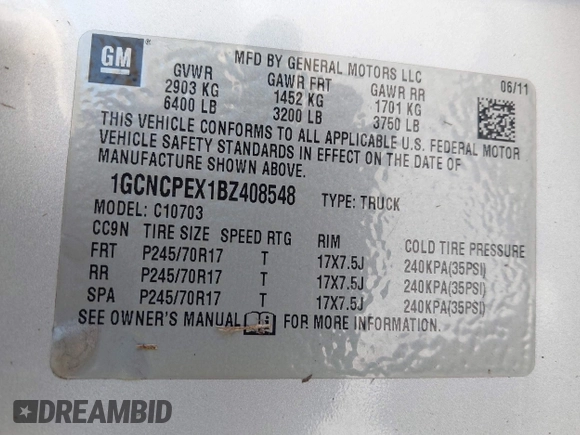 GM
MFD BY GENERAL MOTORS LLC
06/11
GVWR GAWR FRT GAWR RR
2903 KG 1452 KG 1701 KG
6400 LB 3200 LB 3750 LB
THIS VEHICLE CONFORMS TO ALL APPLICABLE U.S. FEDERAL MOTOR
VEHICLE SAFETY STANDARDS IN EFFECT ON THE DATE OF
MANUFACTURE SHOWN ABOVE.
1GCNCPEX1BZ408548 TYPE: TRUCK
MODEL: C10703
CC9N TIRE SIZE SPEED RTG RIM COLD TIRE PRESSURE
FRT P245/70R17 T 17X7.5J 240KPA(35PSI)
RR P245/70R17 T 17X7.5J 240KPA(35PSI)
SPA P245/70R17 T 17X7.5J 240KPA(35PSI)
SEE OWNER'S MANUAL FOR MORE INFORMATION.
DREAMBID